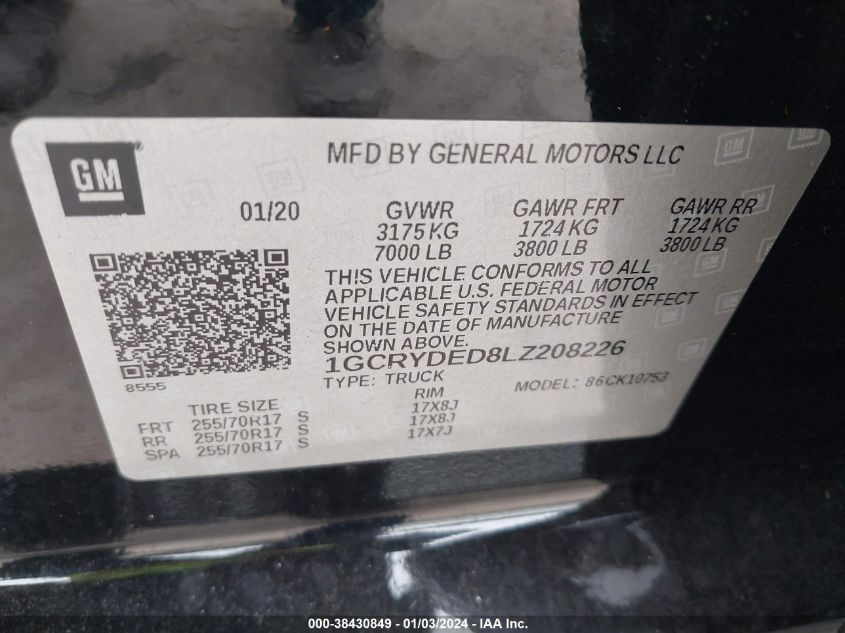 GM
MFD BY GENERAL MOTORS LLC
01/20 GVWR GAWR FRT GAWR RR
3175 KG 1724 KG 1724 KG
7000 LB 3800 LB 3800 LB
THIS VEHICLE CONFORMS TO ALL
APPLICABLE U.S. FEDERAL MOTOR
VEHICLE SAFETY STANDARDS IN EFFECT
ON THE DATE OF MANUFACTURE
SHOWN ABOVE.
1GCRYDED8LZ208226
8555 TYPE: TRUCK MODEL: 86CK10753
TIRE SIZE RIM
FRT 255/70R17 S 17X8J
RR 255/70R17 S 17X8J
SPA 255/70R17 S 17X7J
000-38430849 - 01/03/2024 - IAA Inc.